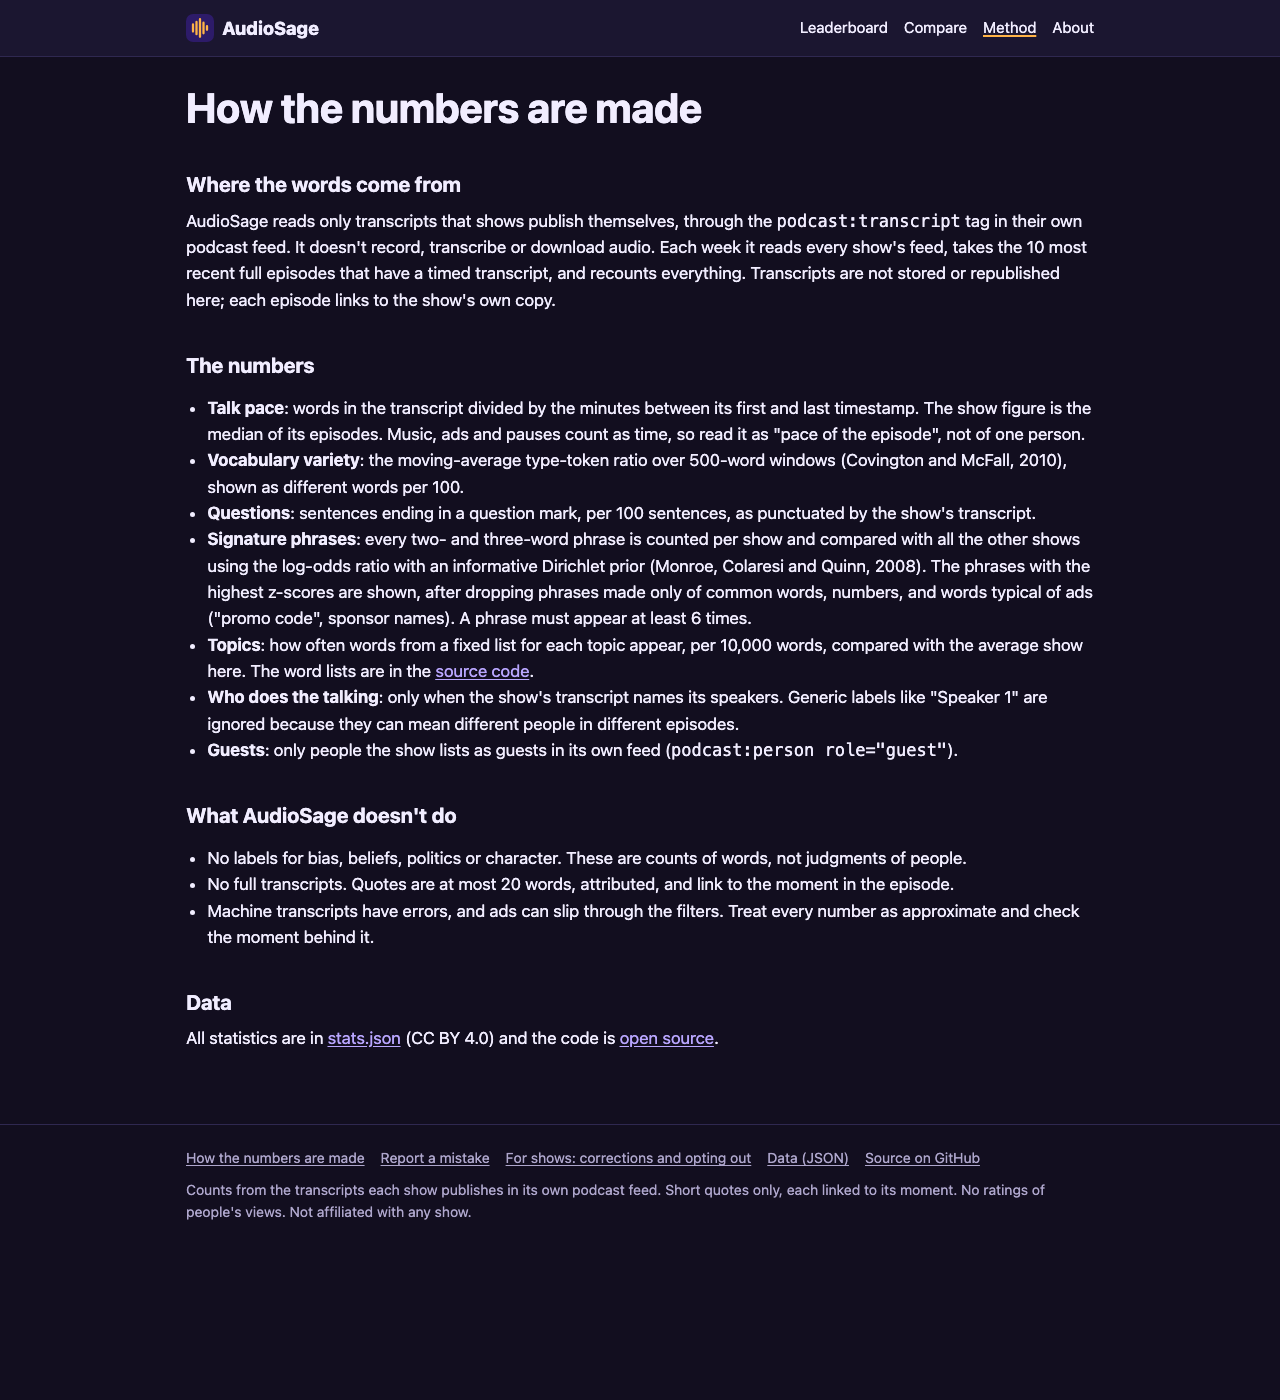 AudioSage
Leaderboard Compare Method About
How the numbers are made
Where the words come from
AudioSage reads only transcripts that shows publish themselves, through the podcast:transcript tag in their own
podcast feed. It doesn't record, transcribe or download audio. Each week it reads every show's feed, takes the 10 most
recent full episodes that have a timed transcript, and recounts everything. Transcripts are not stored or republished
here; each episode links to the show's own copy.
The numbers
• Talk pace: words in the transcript divided by the minutes between its first and last timestamp. The show figure is the
median of its episodes. Music, ads and pauses count as time, so read it as "pace of the episode", not of one person.
• Vocabulary variety: the moving-average type-token ratio over 500-word windows (Covington and McFall, 2010),
shown as different words per 100.
• Questions: sentences ending in a question mark, per 100 sentences, as punctuated by the show's transcript.
• Signature phrases: every two- and three-word phrase is counted per show and compared with all the other shows
using the log-odds ratio with an informative Dirichlet prior (Monroe, Colaresi and Quinn, 2008). The phrases with the
highest z-scores are shown, after dropping phrases made only of common words, numbers, and words typical of ads
("promo code", sponsor names). A phrase must appear at least 6 times.
• Topics: how often words from a fixed list for each topic appear, per 10,000 words, compared with the average show
here. The word lists are in the source code.
• Who does the talking: only when the show's transcript names its speakers. Generic labels like "Speaker 1" are
ignored because they can mean different people in different episodes.
• Guests: only people the show lists as guests in its own feed (podcast:person role="guest").
What AudioSage doesn't do
• No labels for bias, beliefs, politics or character. These are counts of words, not judgments of people.
• No full transcripts. Quotes are at most 20 words, attributed, and link to the moment in the episode.
• Machine transcripts have errors, and ads can slip through the filters. Treat every number as approximate and check
the moment behind it.
Data
All statistics are in stats.json (CC BY 4.0) and the code is open source.
How the numbers are made Report a mistake For shows: corrections and opting out Data (JSON) Source on GitHub
Counts from the transcripts each show publishes in its own podcast feed. Short quotes only, each linked to its moment. No ratings of
people's views. Not affiliated with any show.